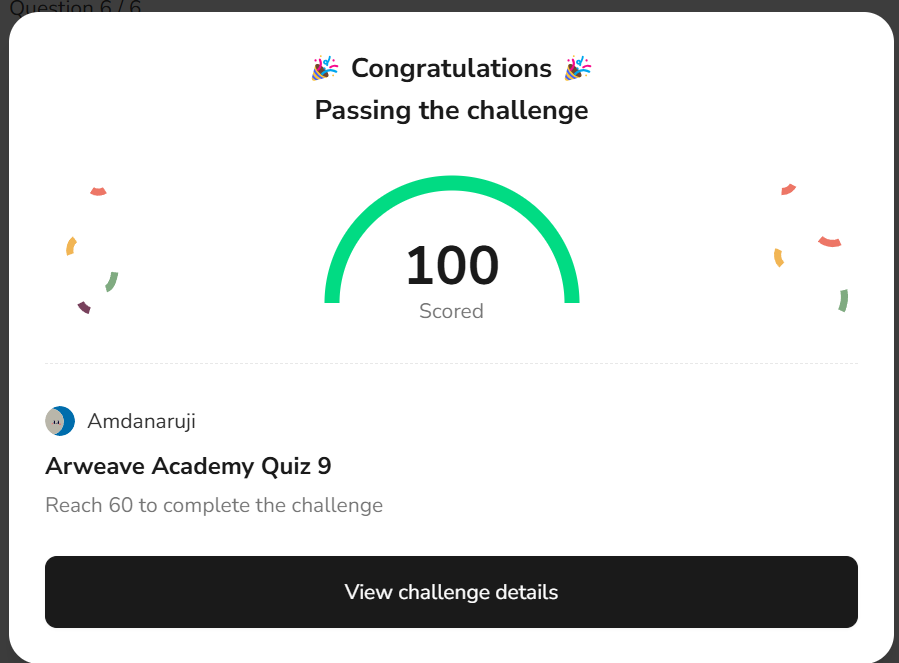 Question 6 / 6
🎉 Congratulations 🎉
Passing the challenge
100
Scored
Amdanaruji
Arweave Academy Quiz 9
Reach 60 to complete the challenge
View challenge details